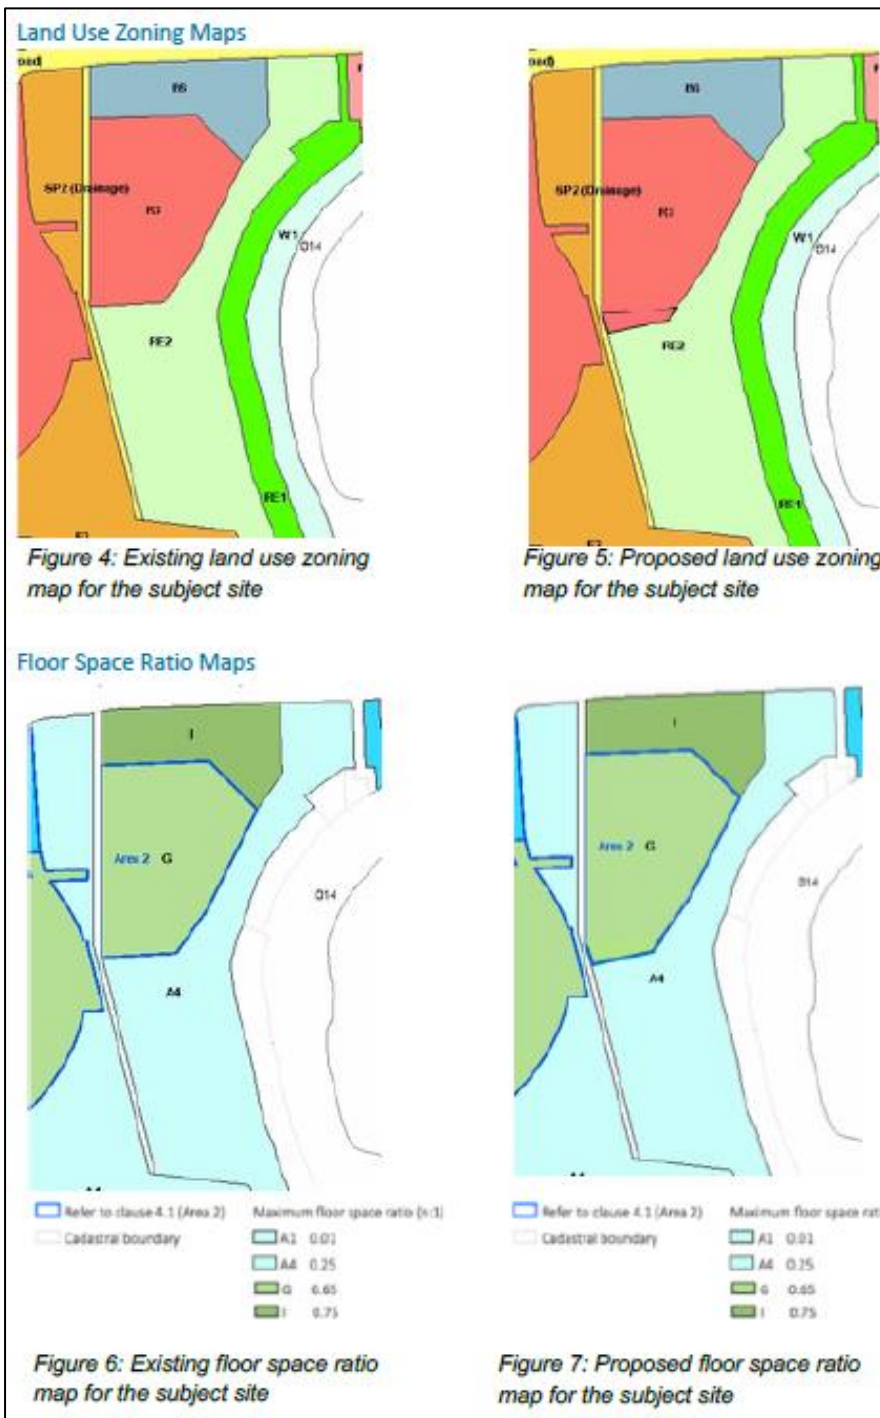 Land Use Zoning Maps
oad)
B6
SP2 (Drainage)
R3
W1
D14
RE2
RE1
B6
SP2 (Drainage)
R3
W1
D14
RE2
RE1
Figure 4: Existing land use zoning
map for the subject site
Figure 5: Proposed land use zoning
map for the subject site
Floor Space Ratio Maps
I
Area 2 G
D14
A4
I
Area 2 G
D14
A4
Refer to clause 4.1 (Area 2)
Cadastral boundary
Maximum floor space ratio (n:1)
A1 0.01
A4 0.25
G 0.65
I 0.75
Refer to clause 4.1 (Area 2)
Cadastral boundary
Maximum floor space rati
A1 0.01
A4 0.25
G 0.65
I 0.75
Figure 6: Existing floor space ratio
map for the subject site
Figure 7: Proposed floor space ratio
map for the subject site